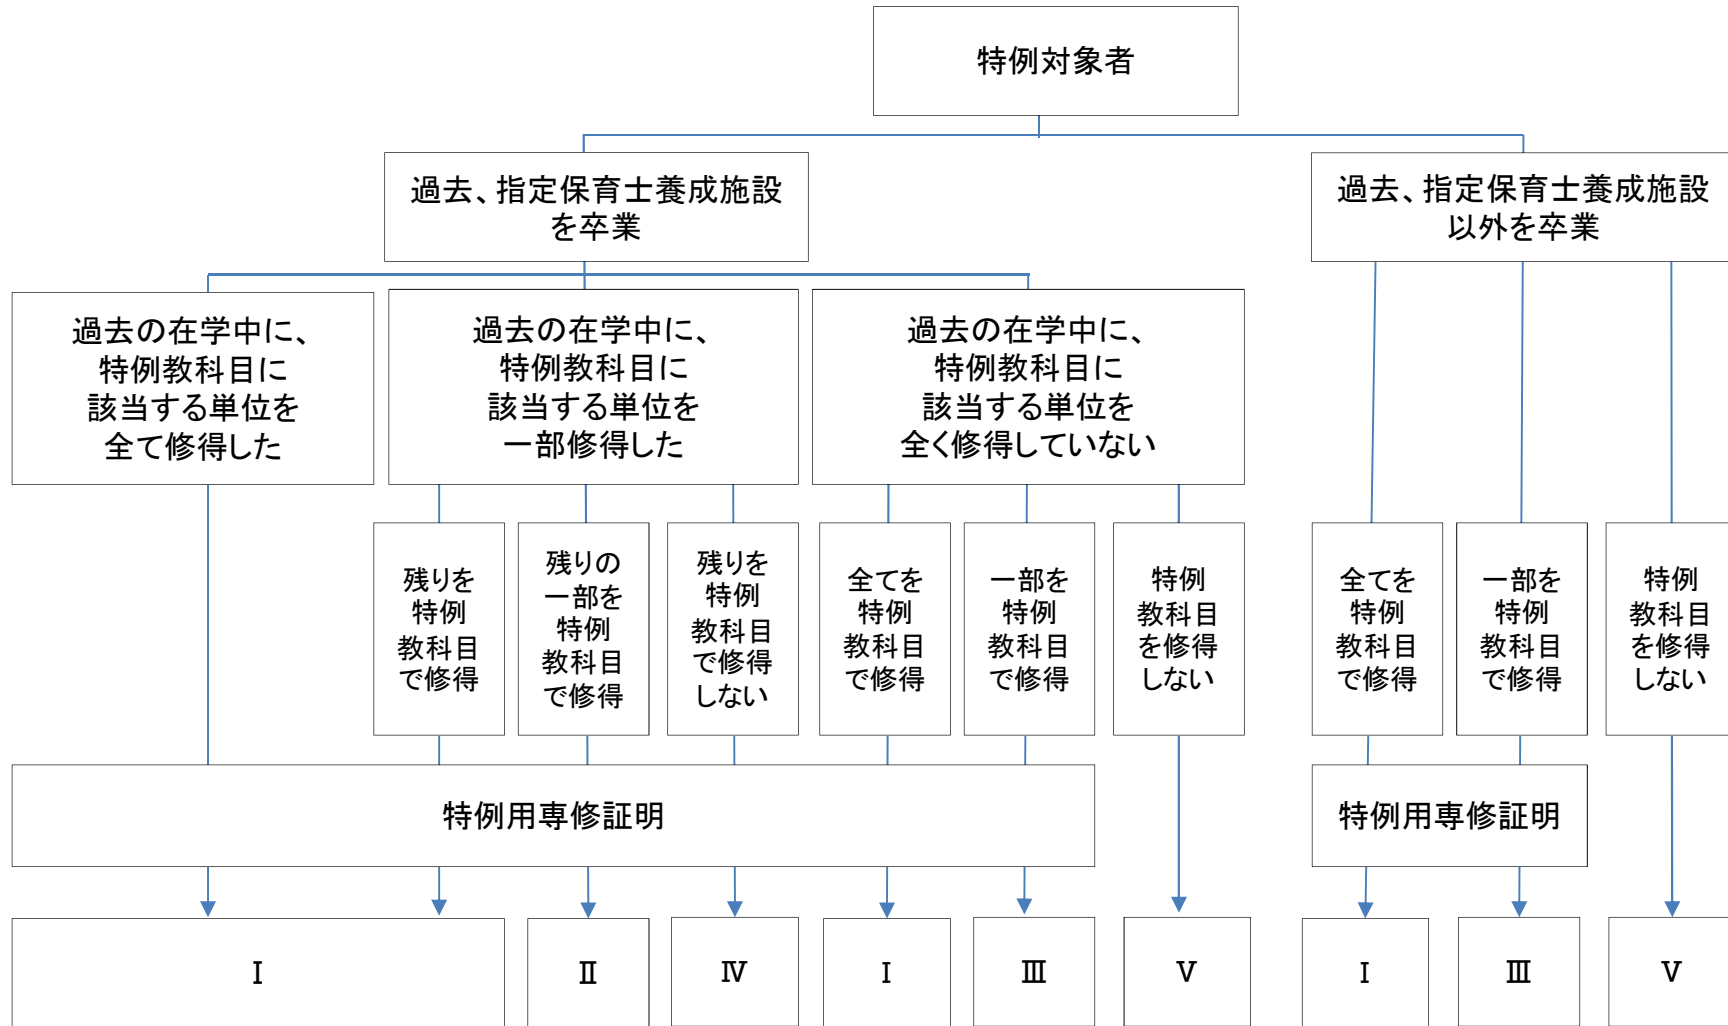 特例対象者
過去、指定保育士養成施設
を卒業
過去、指定保育士養成施設
以外を卒業
過去の在学中に、
特例教科目に
該当する単位を
全て修得した
過去の在学中に、
特例教科目に
該当する単位を
一部修得した
過去の在学中に、
特例教科目に
該当する単位を
全く修得していない
残りを
特例
教科目
で修得
残りの
一部を
特例
教科目
で修得
残りを
特例
教科目
で修得
しない
全てを
特例
教科目
で修得
一部を
特例
教科目
で修得
特例
教科目
を修得
しない
全てを
特例
教科目
で修得
一部を
特例
教科目
で修得
特例
教科目
を修得
しない
特例用専修証明
特例用専修証明
Ⅰ
Ⅱ
Ⅳ
Ⅰ
Ⅲ
Ⅴ
Ⅰ
Ⅲ
Ⅴ